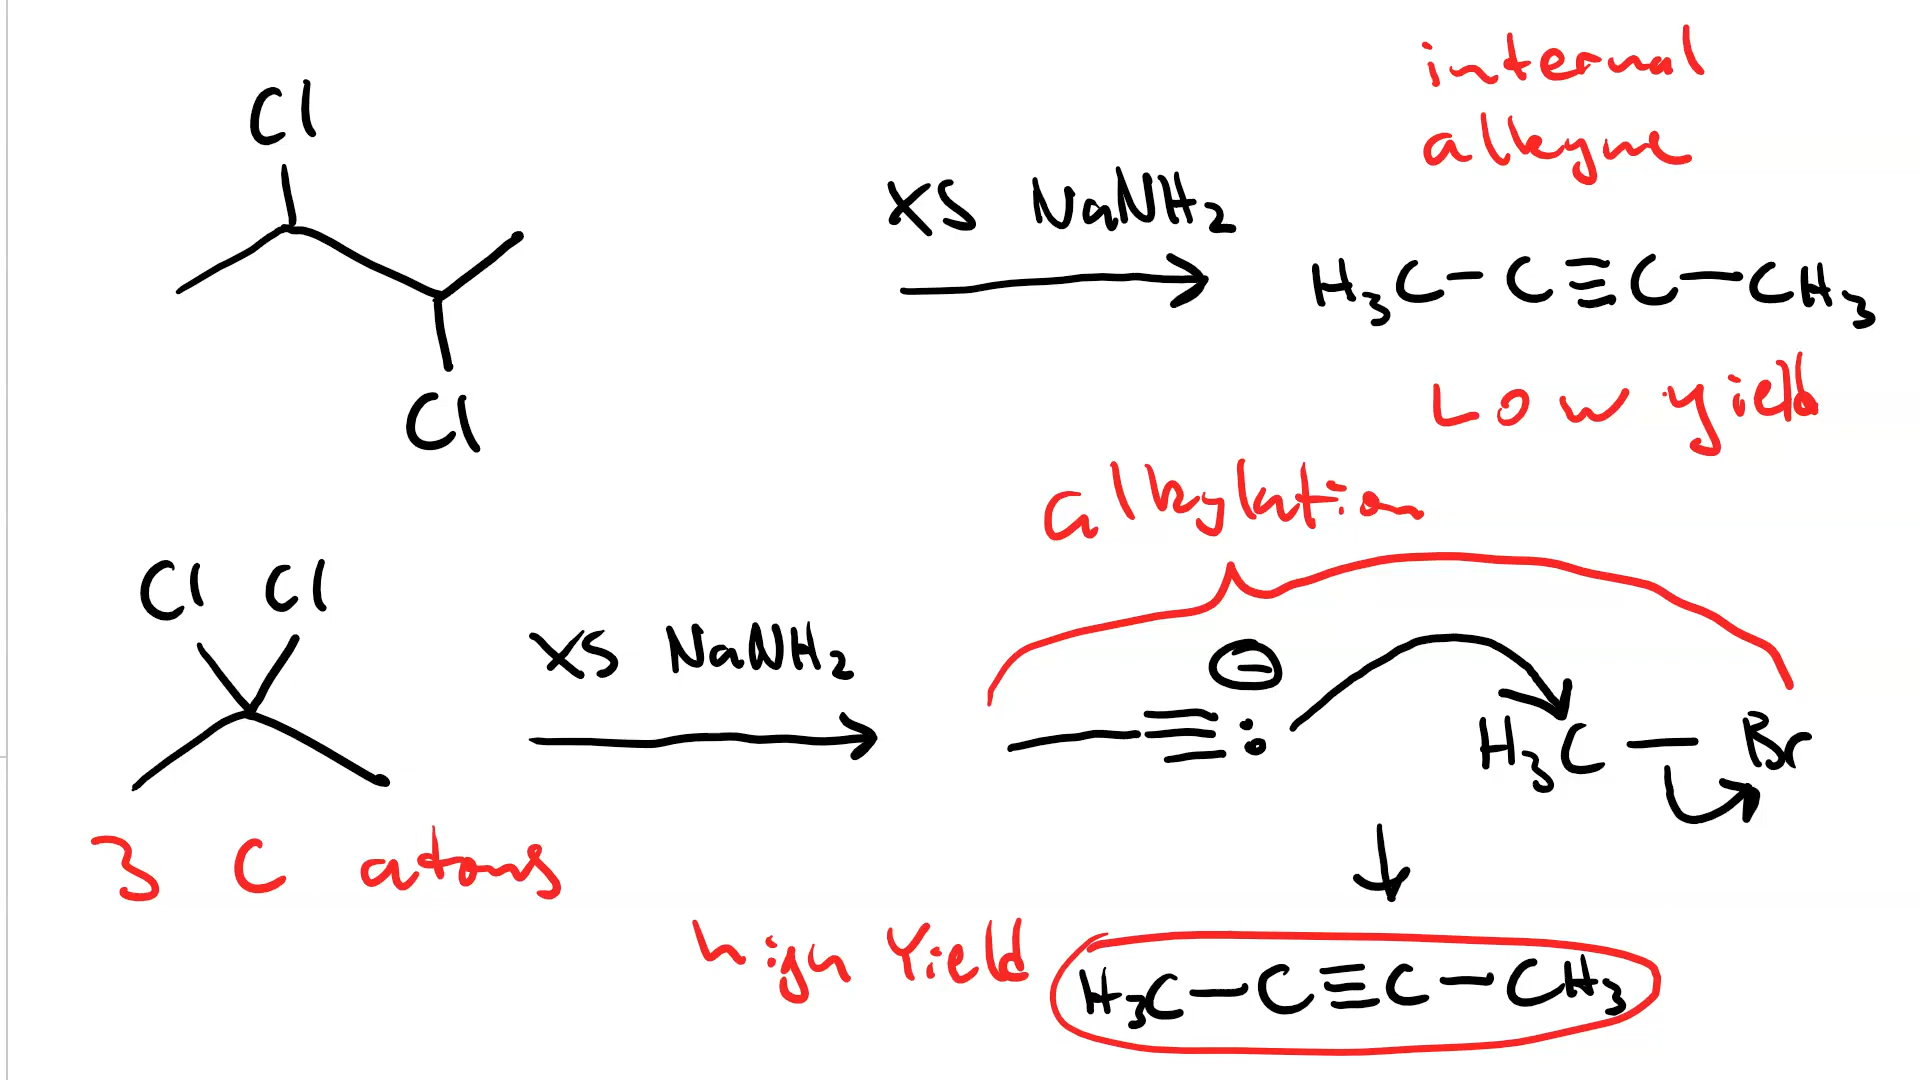 internal
alkyne
Cl
XS NaNH₂
H₃C-C≡C-CH₃
Cl
Low yield
alkylation
Cl Cl
XS NaNH₂
⊖
:
H₃C-Br
3 C atoms
high Yield
H₃C-C≡C-CH₃